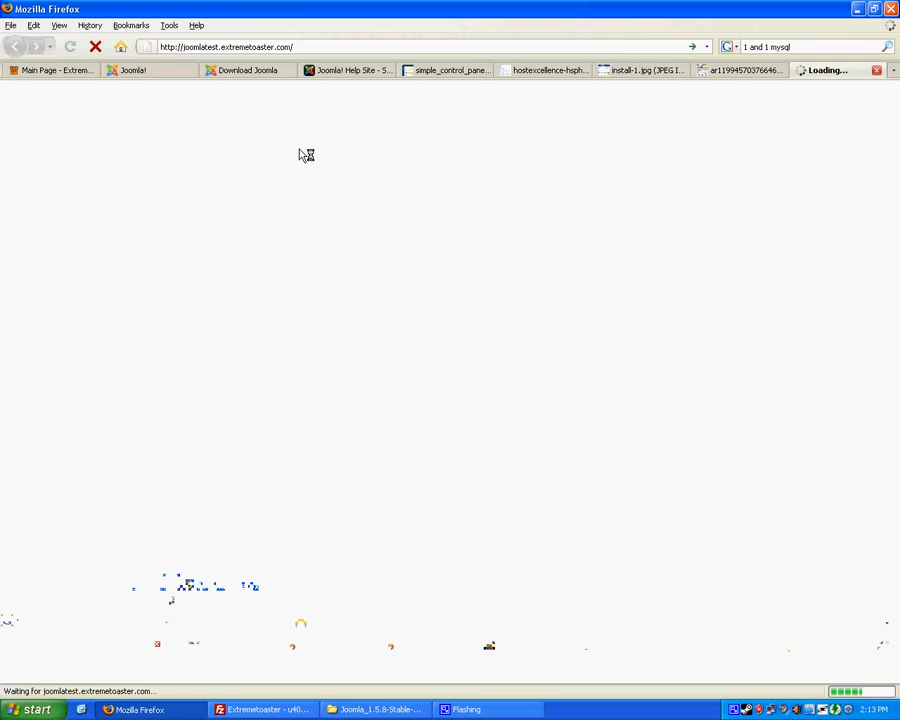 Mozilla Firefox
File Edit View History Bookmarks Tools Help
http://joomlatest.extremetoaster.com/ 1 and 1 mysql
Main Page - Extrem... Joomla! Download Joomla Joomla! Help Site - S... simple_control_pane... hostexcellence-hsph... install-1.jpg (JPEG I... ar11994570376646... Loading...
Waiting for joomlatest.extremetoaster.com...
start Mozilla Firefox Extremetoaster - u40... Joomla_1.5.8-Stable-... Flashing 2:13 PM